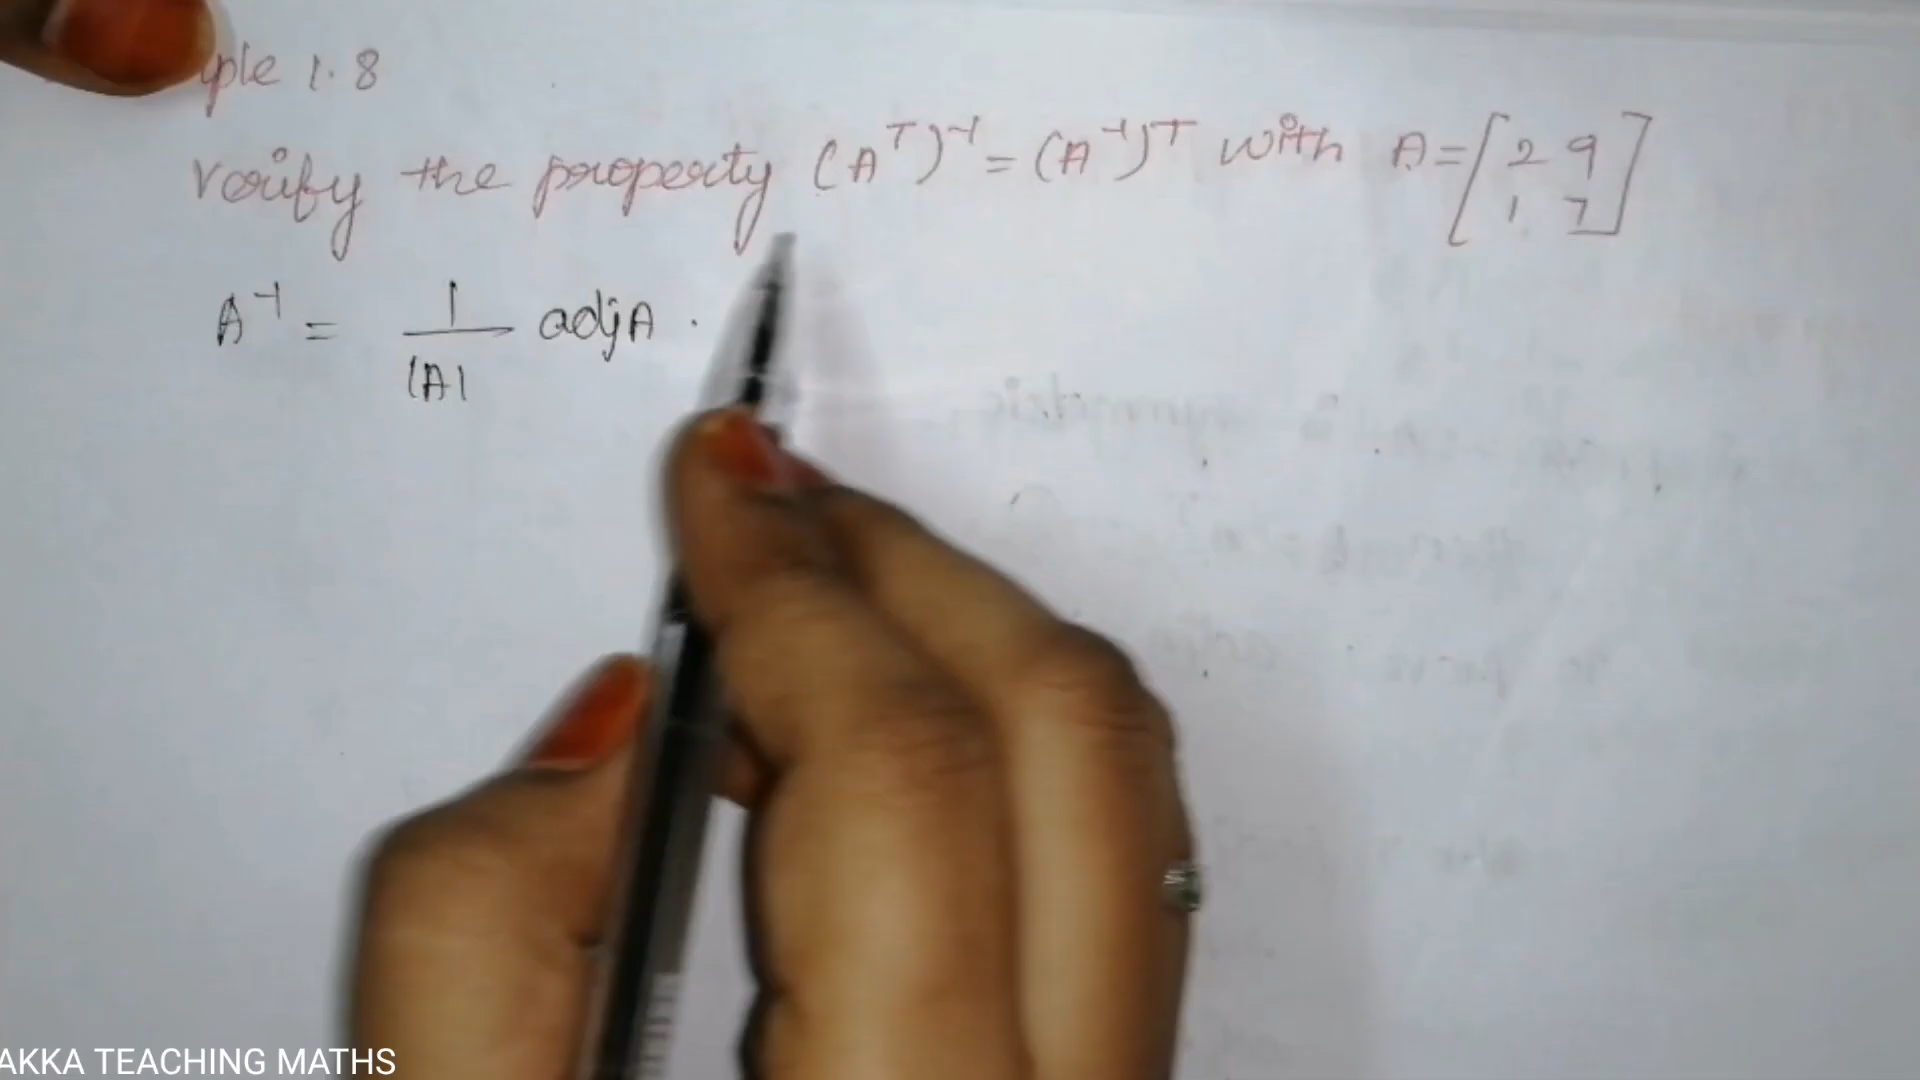 ple 1.8
verify the property (Aᵀ)⁻¹ = (A⁻¹)ᵀ with A = [2 9
1 7]
A⁻¹ = 1/|A| adjA.
AKKA TEACHING MATHS